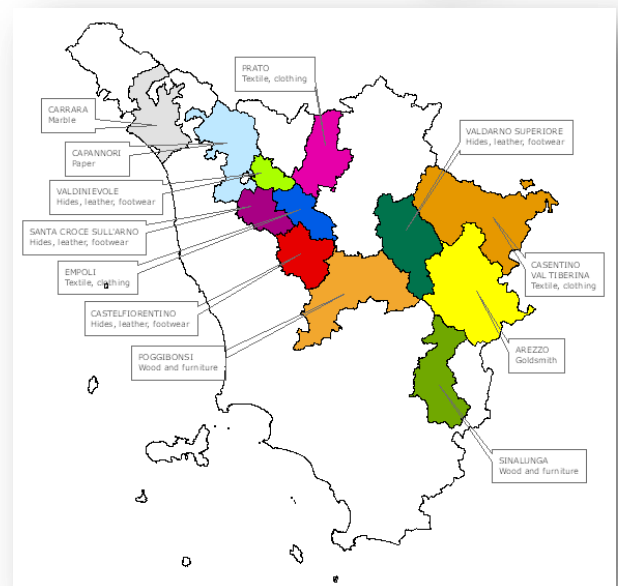 PRATO
Textile, clothing
CARRARA
Marble
VALDARNO SUPERIORE
Hides, leather, footwear
CAPANNORI
Paper
VALDINIEVOLE
Hides, leather, footwear
SANTA CROCE SULL'ARNO
Hides, leather, footwear
CASENTINO
VAL TIBERINA
Textile, clothing
EMPOLI
Textile, clothing
CASTELFIORENTINO
Hides, leather, footwear
POGGIBONSI
Wood and furniture
AREZZO
Goldsmith
SINALUNGA
Wood and furniture